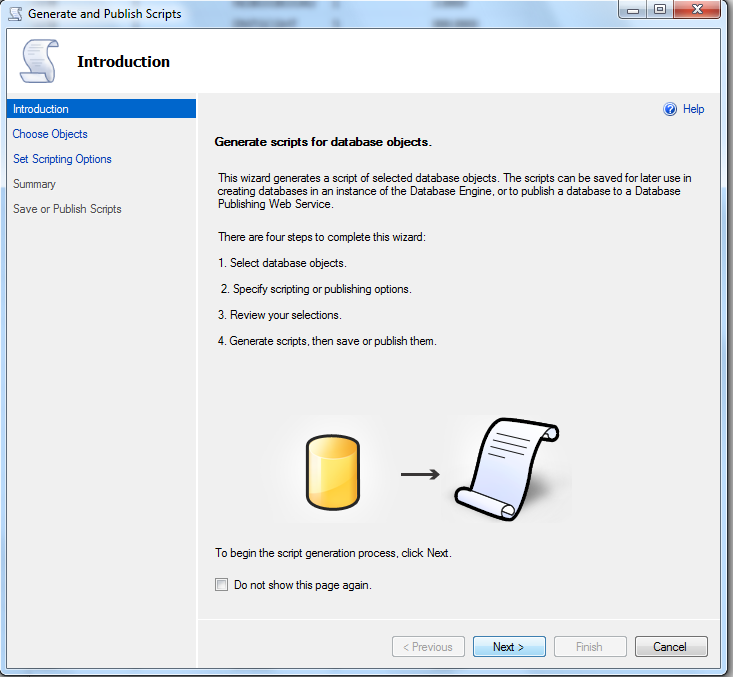 Generate and Publish Scripts
Introduction
Introduction
Choose Objects
Set Scripting Options
Summary
Save or Publish Scripts
Help
Generate scripts for database objects.
This wizard generates a script of selected database objects. The scripts can be saved for later use in
creating databases in an instance of the Database Engine, or to publish a database to a Database
Publishing Web Service.
There are four steps to complete this wizard:
1. Select database objects.
2. Specify scripting or publishing options.
3. Review your selections.
4. Generate scripts, then save or publish them.
To begin the script generation process, click Next.
Do not show this page again.
< Previous
Next >
Finish
Cancel